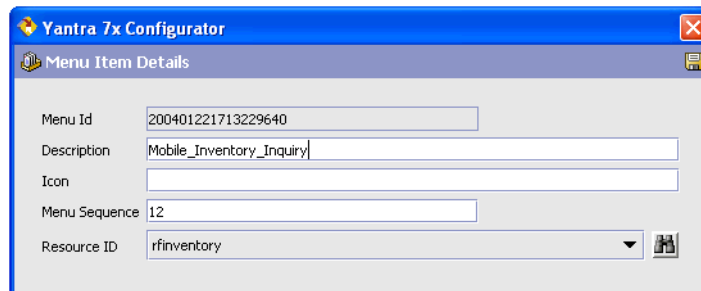 Yantra 7x Configurator
Menu Item Details
Menu Id 200401221713229640
Description Mobile_Inventory_Inquiry
Icon
Menu Sequence 12
Resource ID rfinventory